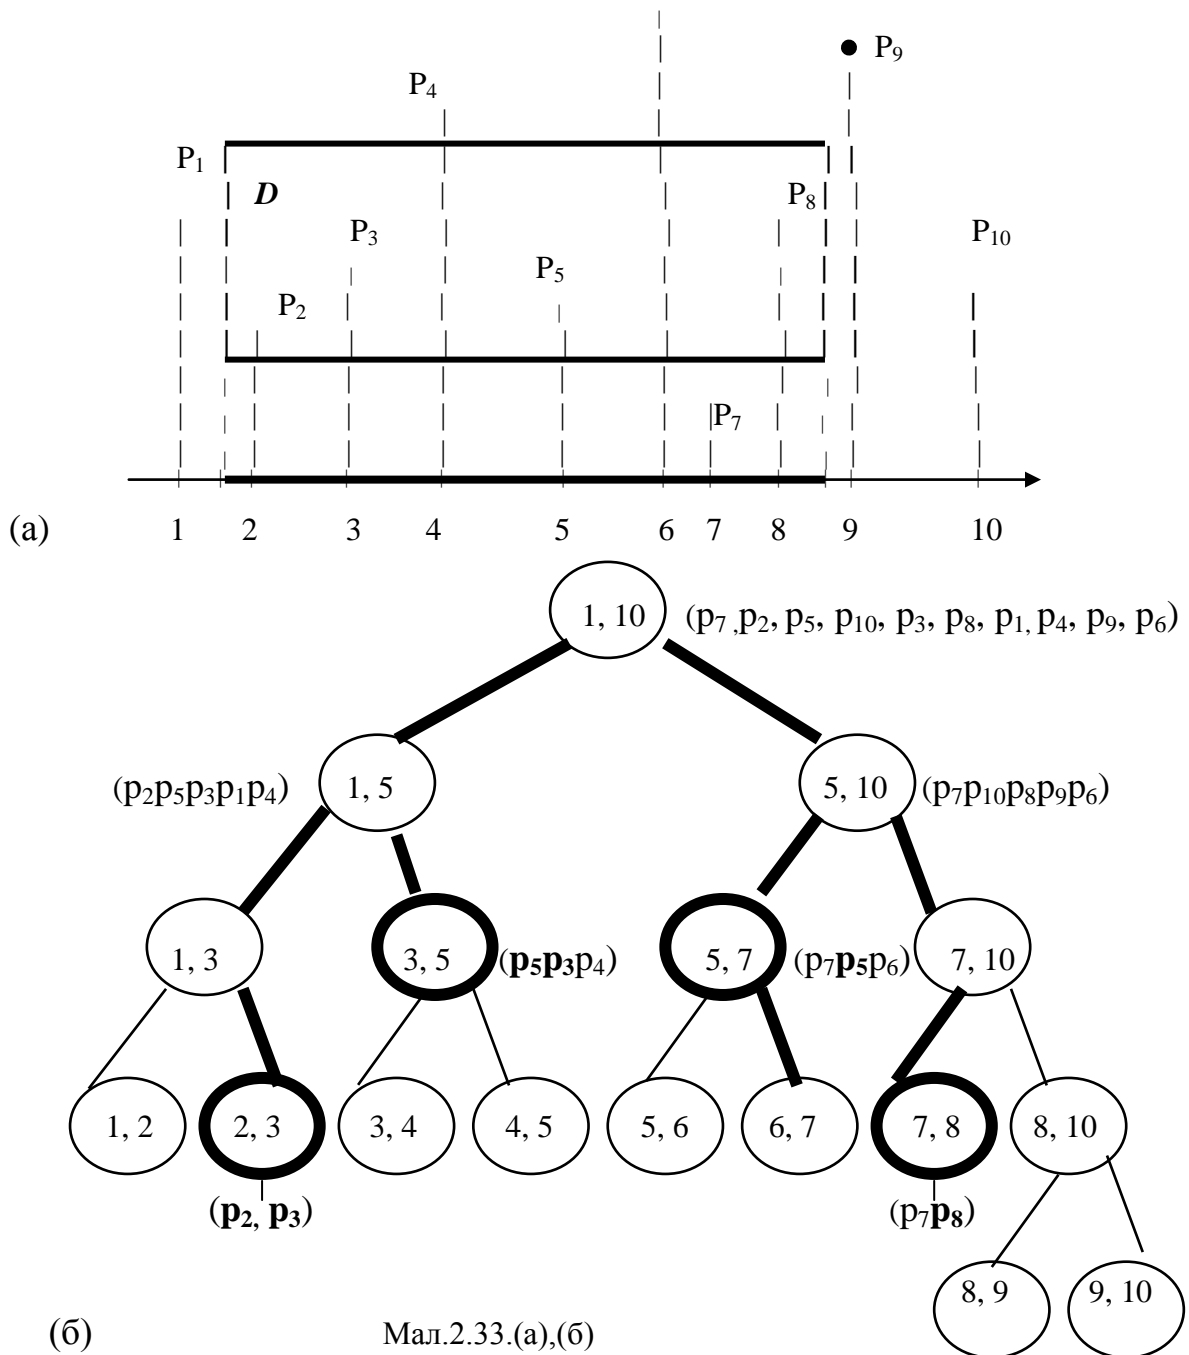 P₉
P₄
P₁
D P₈
P₃ P₁₀
P₅
P₂
P₇
(а) 1 2 3 4 5 6 7 8 9 10
1, 10 (p₇ ,p₂, p₅, p₁₀, p₃, p₈, p₁, p₄, p₉, p₆)
(p₂p₅p₃p₁p₄) 1, 5 5, 10 (p₇p₁₀p₈p₉p₆)
1, 3 3, 5 (p₅p₃p₄) 5, 7 (p₇p₅p₆) 7, 10
1, 2 2, 3 3, 4 4, 5 5, 6 6, 7 7, 8 8, 10
(p₂, p₃) (p₇p₈)
8, 9 9, 10
(б) Мал.2.33.(а),(б)